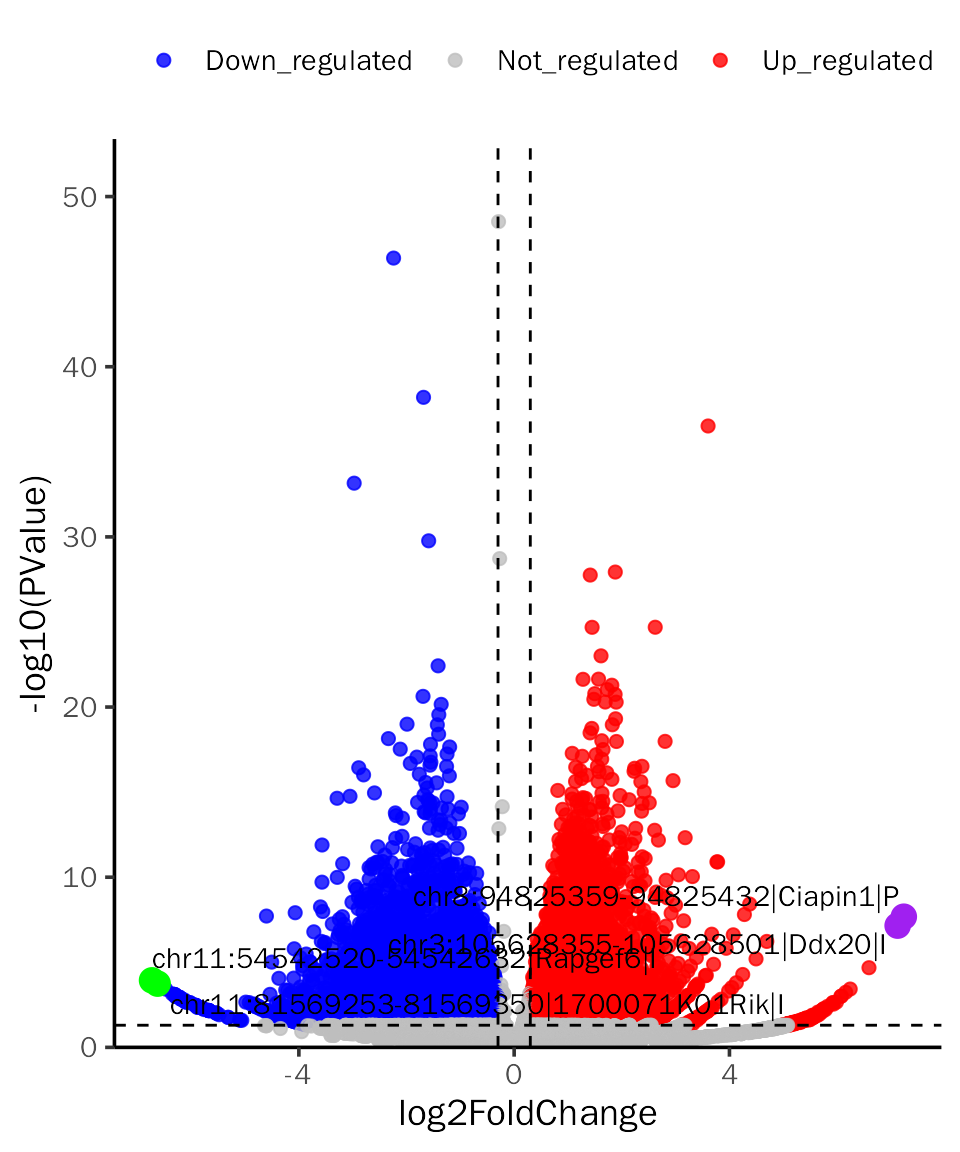 Down_regulated Not_regulated Up_regulated
50
40
30
20
10
0
-log10(PValue)
chr8:94825359-94825432|Ciapin1|P
chr3:105628355-105628501|Ddx20|I
chr11:54542520-54542632|Rapgef6|I
chr11:81569253-81569350|1700071K01Rik|I
-4 0 4
log2FoldChange